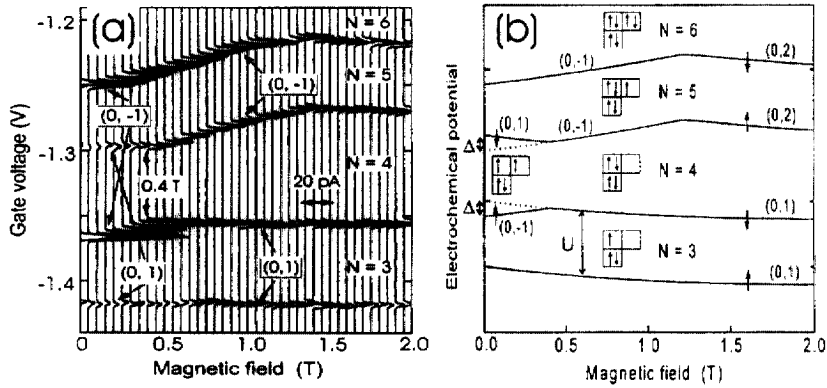 (a)
Gate voltage (V)
-1.2
-1.3
-1.4
N = 6
(0, -1)
N = 5
(0, -1)
(0, -1)
N = 4
0.4 T
20 pA
(0, 1)
(0,1)
N = 3
0
0.5
1.0
1.5
2.0
Magnetic field (T)
(b)
Electrochemical potential
N = 6
(0,-1)
(0,2)
N = 5
(0,1)
(0,-1)
(0,2)
Δ
N = 4
Δ
(0,-1)
(0,1)
U
N = 3
(0,1)
0.0
0.5
1.0
1.5
2.0
Magnetic field (T)